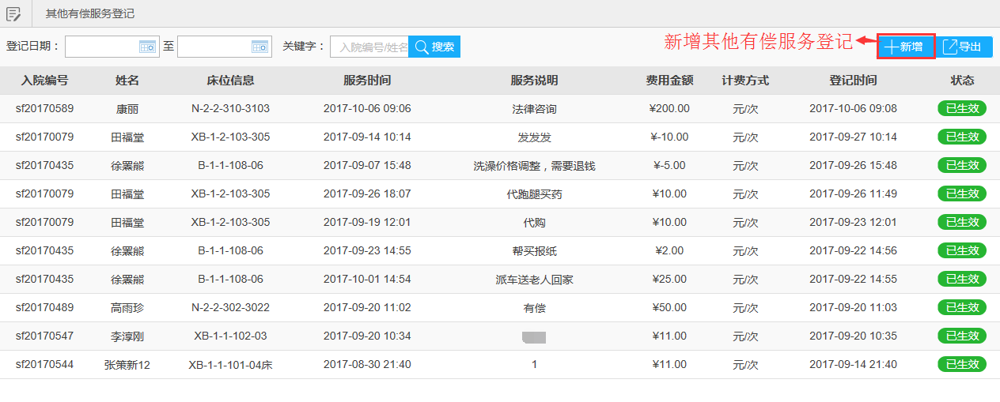 其他有偿服务登记
登记日期： 至 关键字： 入院编号/姓名 搜索 新增其他有偿服务登记 新增 导出
入院编号 姓名 床位信息 服务时间 服务说明 费用金额 计费方式 登记时间 状态
sf20170589 康丽 N-2-2-310-3103 2017-10-06 09:06 法律咨询 ¥200.00 元/次 2017-10-06 09:08 已生效
sf20170079 田福堂 XB-1-2-103-305 2017-09-14 10:14 发发发 ¥-10.00 元/次 2017-09-27 10:14 已生效
sf20170435 徐罴熊 B-1-1-108-06 2017-09-07 15:48 洗澡价格调整，需要退钱 ¥-5.00 元/次 2017-09-26 15:48 已生效
sf20170079 田福堂 XB-1-2-103-305 2017-09-26 18:07 代跑腿买药 ¥10.00 元/次 2017-09-26 11:49 已生效
sf20170079 田福堂 XB-1-2-103-305 2017-09-19 12:01 代购 ¥10.00 元/次 2017-09-23 12:01 已生效
sf20170435 徐罴熊 B-1-1-108-06 2017-09-23 14:55 帮买报纸 ¥2.00 元/次 2017-09-22 14:56 已生效
sf20170435 徐罴熊 B-1-1-108-06 2017-10-01 14:54 派车送老人回家 ¥25.00 元/次 2017-09-22 14:55 已生效
sf20170489 高雨珍 N-2-2-302-3022 2017-09-20 11:02 有偿 ¥50.00 元/次 2017-09-20 11:03 已生效
sf20170547 李淳刚 XB-1-1-102-03 2017-09-20 10:34 ¥11.00 元/次 2017-09-20 10:35 已生效
sf20170544 张策新12 XB-1-1-101-04床 2017-08-30 21:40 1 ¥11.00 元/次 2017-09-14 21:40 已生效